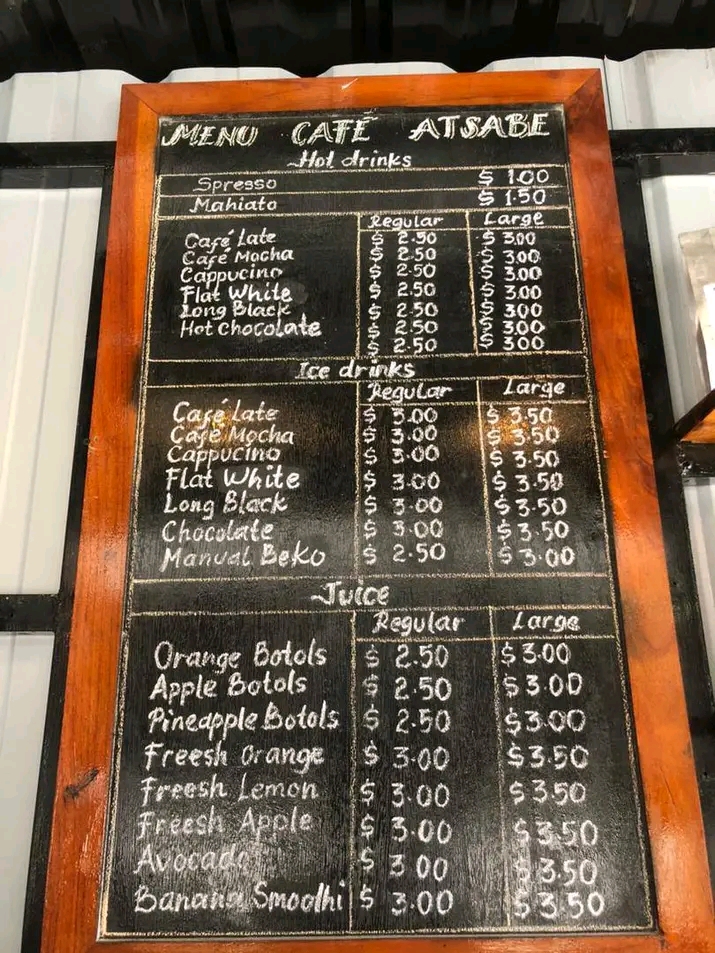 MENU CAFÉ ATSABE
Hot drinks
Spresso $ 1.00
Mahiato $ 1.50
Regular Large
Café Late $ 2.50 $ 3.00
Café Mocha $ 2.50 $ 3.00
Cappucino $ 2.50 $ 3.00
Flat White $ 2.50 $ 3.00
Long Black $ 2.50 $ 3.00
Hot chocolate $ 2.50 $ 3.00
$ 2.50 $ 3.00
Ice drinks
Regular Large
Café Late $ 3.00 $ 3.50
Café Mocha $ 3.00 $ 3.50
Cappucino $ 3.00 $ 3.50
Flat White $ 3.00 $ 3.50
Long Black $ 3.00 $ 3.50
Chocolate $ 3.00 $ 3.50
Manual Beko $ 2.50 $ 3.00
Juice
Regular Large
Orange Botols $ 2.50 $ 3.00
Apple Botols $ 2.50 $ 3.00
Pineapple Botols $ 2.50 $ 3.00
Freesh Orange $ 3.00 $ 3.50
Freesh Lemon $ 3.00 $ 3.50
Freesh Apple $ 3.00 $ 3.50
Avocado $ 3 00 $ 3.50
Banana Smoolhi $ 3.00 $ 3.50